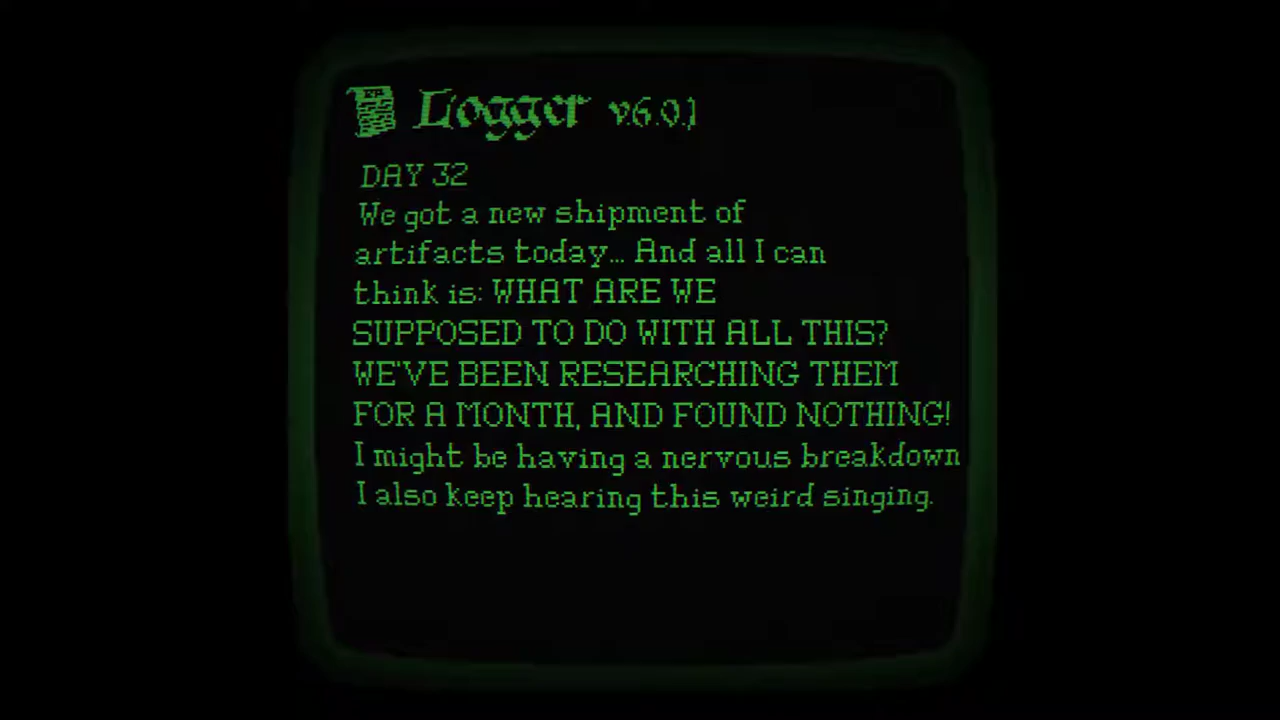 Logger v.6.0.1
DAY 32
We got a new shipment of
artifacts today... And all I can
think is: WHAT ARE WE
SUPPOSED TO DO WITH ALL THIS?
WE'VE BEEN RESEARCHING THEM
FOR A MONTH, AND FOUND NOTHING!
I might be having a nervous breakdown
I also keep hearing this weird singing.